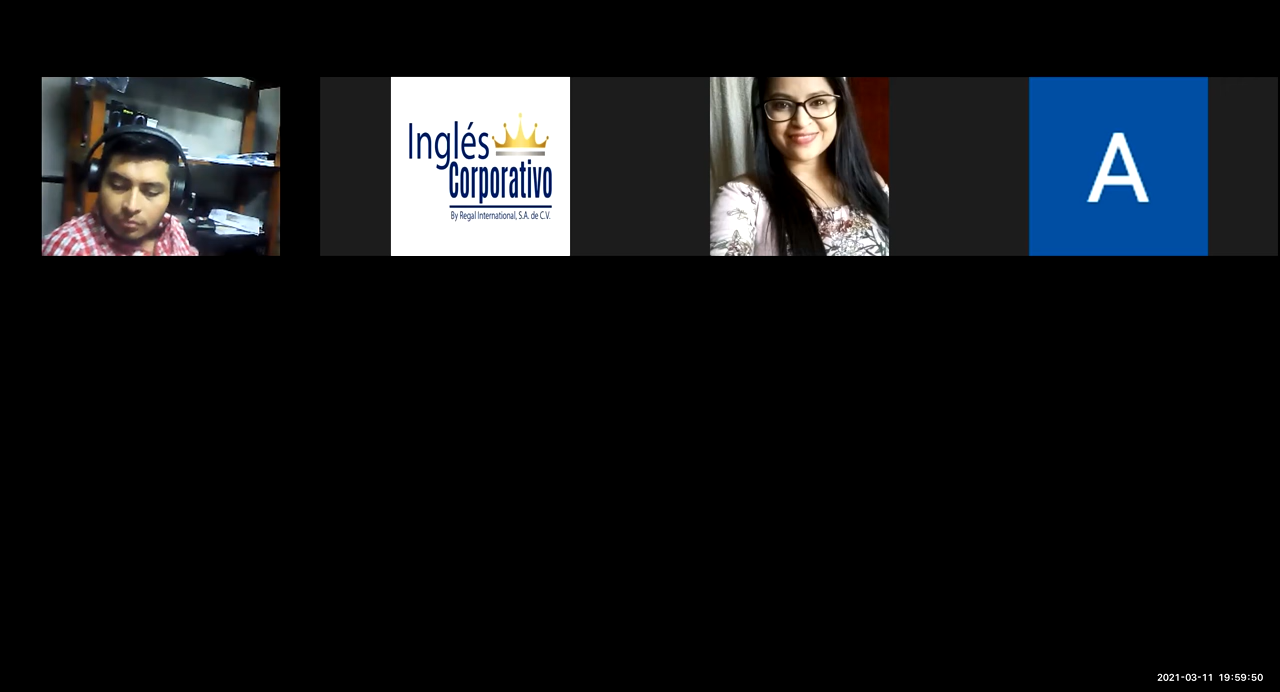 Inglés
Corporativo
By Regal International, S.A. de C.V.
A
2021-03-11 19:59:50